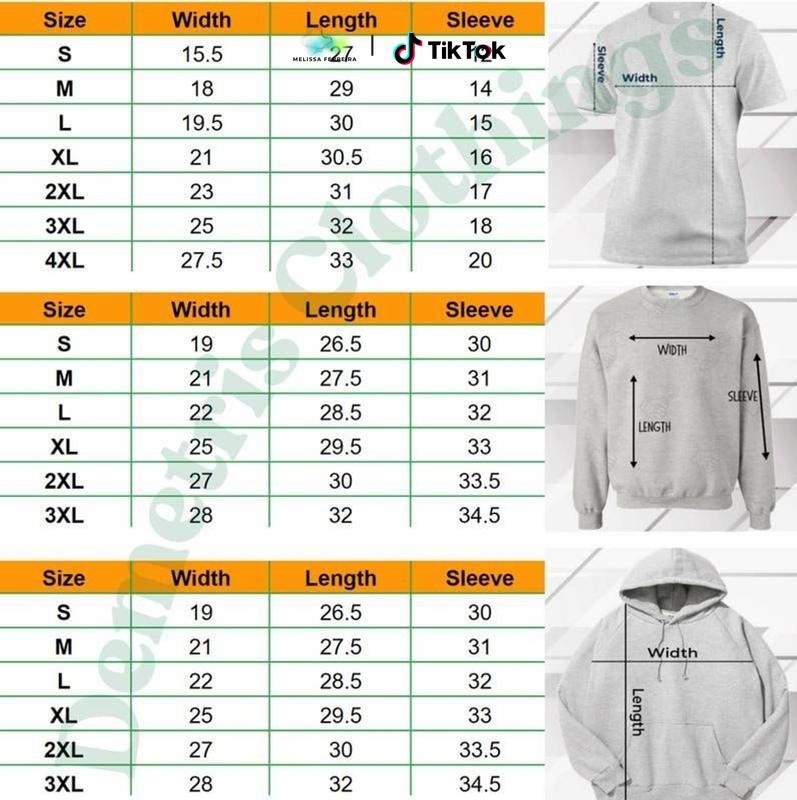 Size Width Length Sleeve
S 15.5 27 12
MELISSA FERREIRA | TikTok
M 18 29 14
L 19.5 30 15
XL 21 30.5 16
2XL 23 31 17
3XL 25 32 18
4XL 27.5 33 20
Length
Sleeve
Width
Size Width Length Sleeve
S 19 26.5 30
M 21 27.5 31
L 22 28.5 32
XL 25 29.5 33
2XL 27 30 33.5
3XL 28 32 34.5
WIDTH
SLEEVE
LENGTH
Size Width Length Sleeve
S 19 26.5 30
M 21 27.5 31
L 22 28.5 32
XL 25 29.5 33
2XL 27 30 33.5
3XL 28 32 34.5
Width
Length
Demetris Clothings